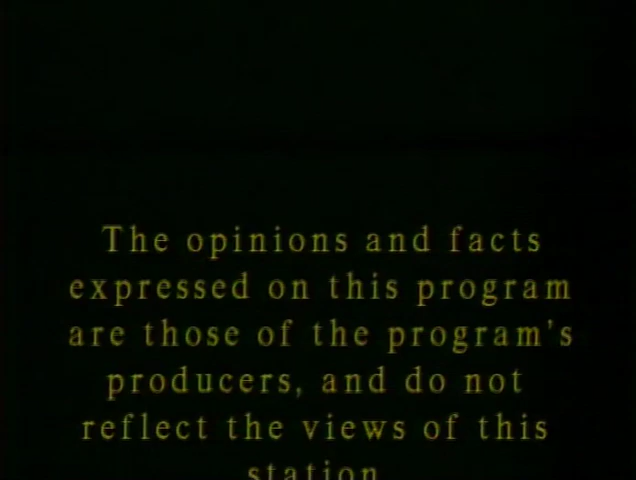 The opinions and facts
expressed on this program
are those of the program's
producers, and do not
reflect the views of this
station